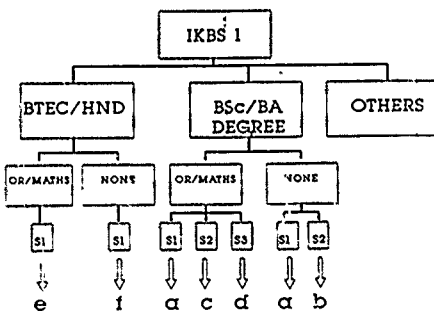 IKBS 1
BTEC/HND
BSc/BA
DEGREE
OTHERS
OR/MATHS
NONE
OR/MATHS
NONE
S1
S1
S1
S2
S3
S1
S2
e
f
a
c
d
a
b